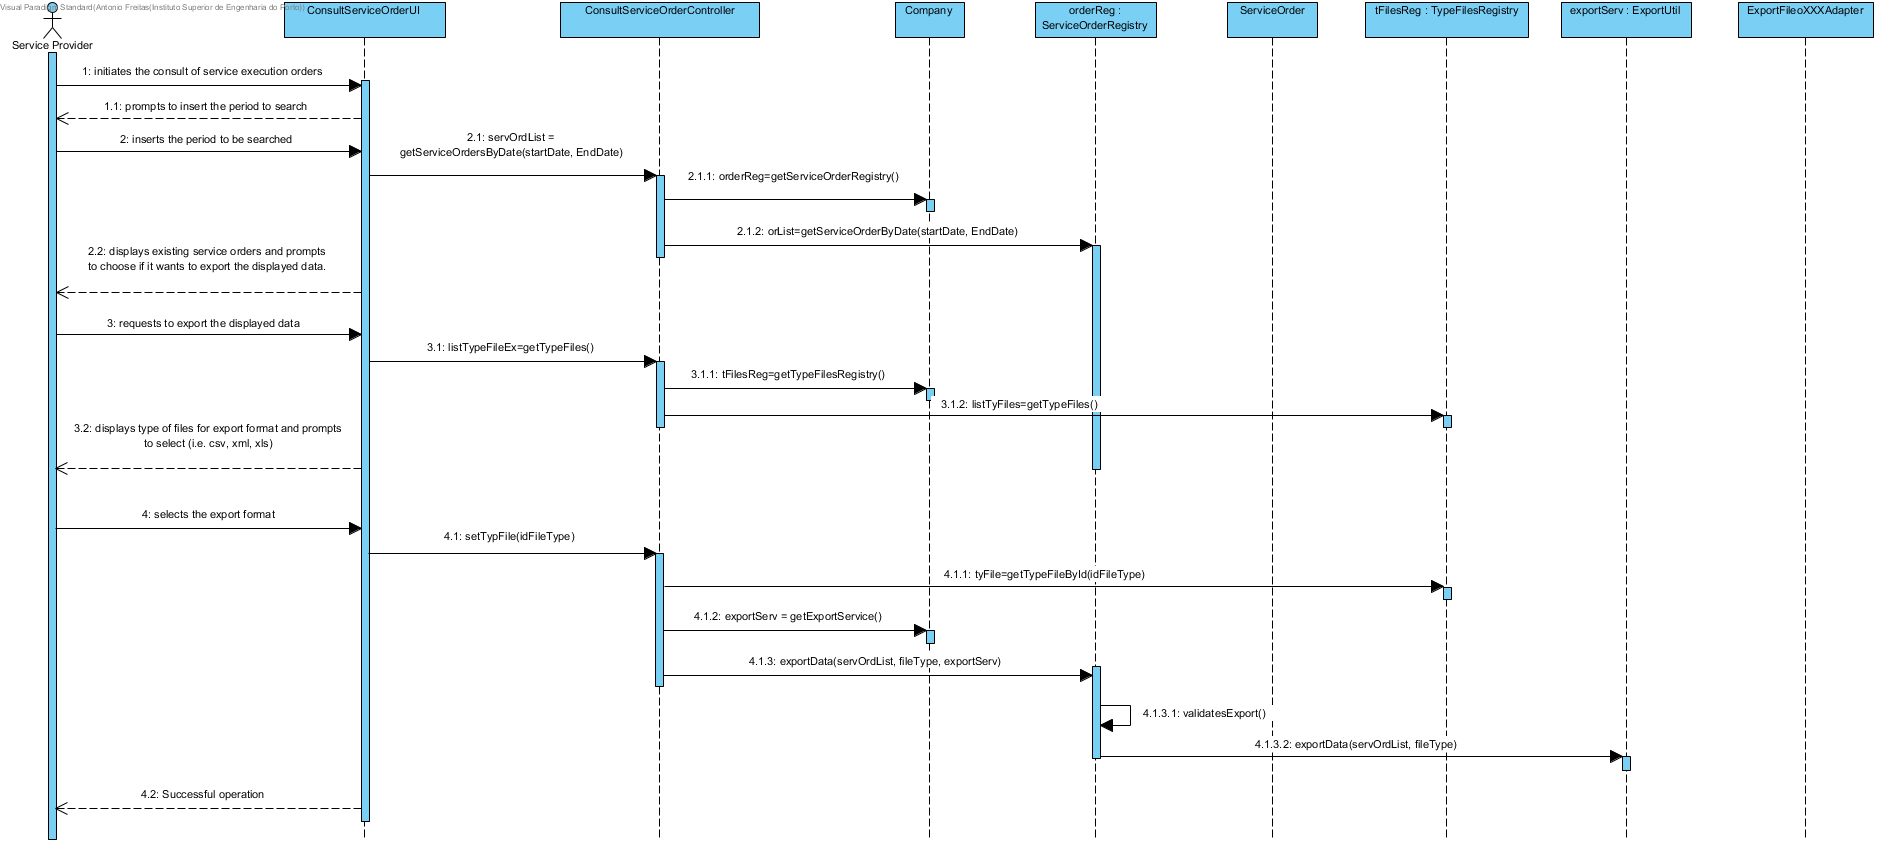 Visual Paradigm Standard(Antonio Freitas(Instituto Superior de Engenharia do Porto))
Service Provider
ConsultServiceOrderUI
ConsultServiceOrderController
Company
orderReg :
ServiceOrderRegistry
ServiceOrder
tFilesReg : TypeFilesRegistry
exportServ : ExportUtil
ExportFileoXXXAdapter
1: initiates the consult of service execution orders
1.1: prompts to insert the period to search
2: inserts the period to be searched
2.1: servOrdList =
getServiceOrdersByDate(startDate, EndDate)
2.1.1: orderReg=getServiceOrderRegistry()
2.1.2: orList=getServiceOrderByDate(startDate, EndDate)
2.2: displays existing service orders and prompts
to choose if it wants to export the displayed data.
3: requests to export the displayed data
3.1: listTypeFileEx=getTypeFiles()
3.1.1: tFilesReg=getTypeFilesRegistry()
3.1.2: listTyFiles=getTypeFiles()
3.2: displays type of files for export format and prompts
to select (i.e. csv, xml, xls)
4: selects the export format
4.1: setTypFile(idFileType)
4.1.1: tyFile=getTypeFileById(idFileType)
4.1.2: exportServ = getExportService()
4.1.3: exportData(servOrdList, fileType, exportServ)
4.1.3.1: validatesExport()
4.1.3.2: exportData(servOrdList, fileType)
4.2: Successful operation